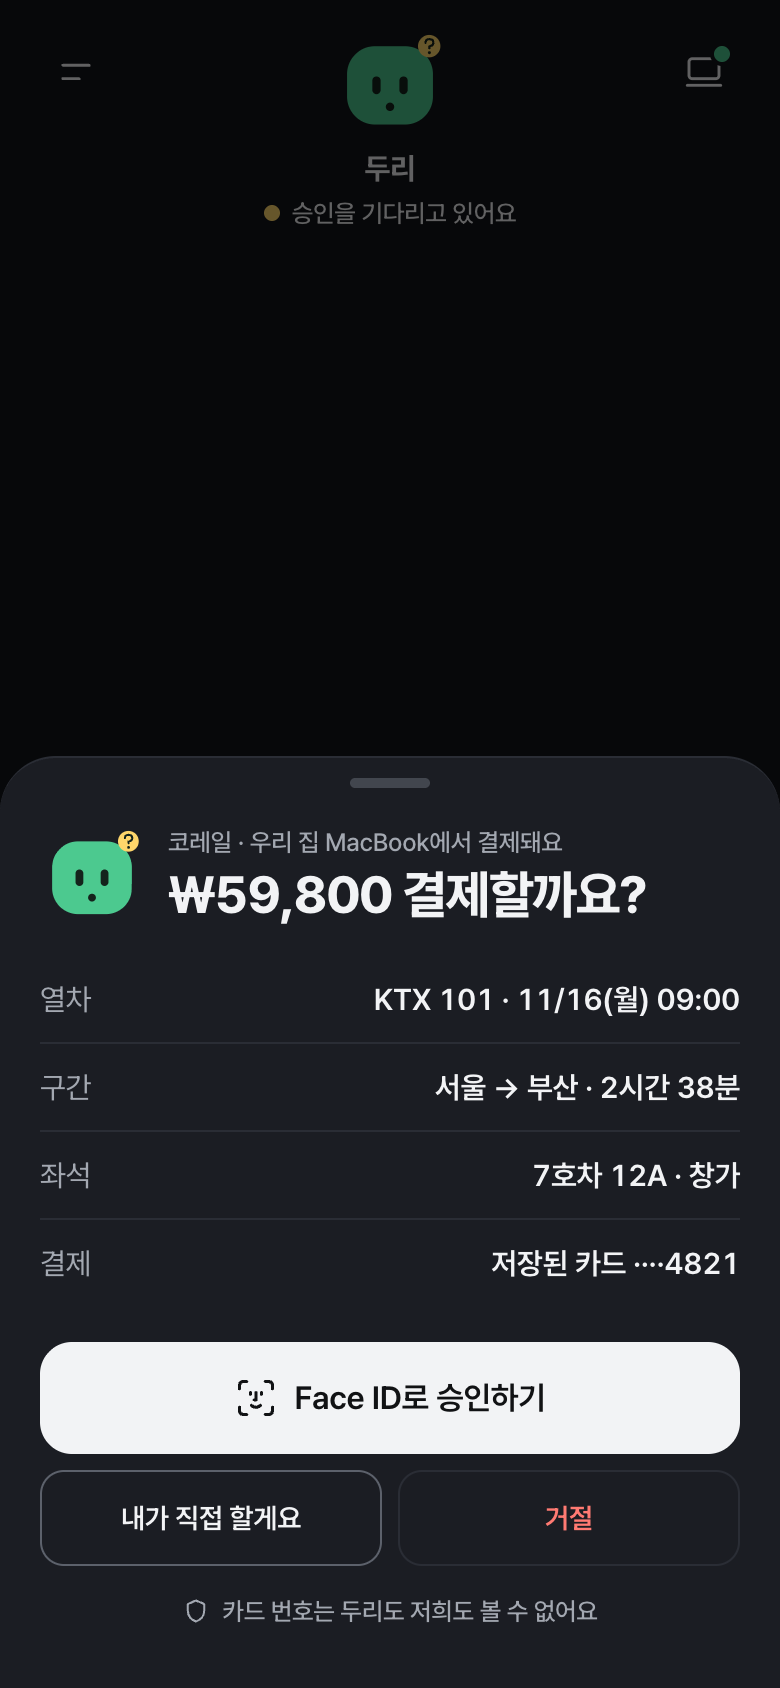 ?
두리
승인을 기다리고 있어요
?
코레일 · 우리 집 MacBook에서 결제돼요
₩59,800 결제할까요?
열차 KTX 101 · 11/16(월) 09:00
구간 서울 → 부산 · 2시간 38분
좌석 7호차 12A · 창가
결제 저장된 카드 ····4821
Face ID로 승인하기
내가 직접 할게요 거절
카드 번호는 두리도 저희도 볼 수 없어요